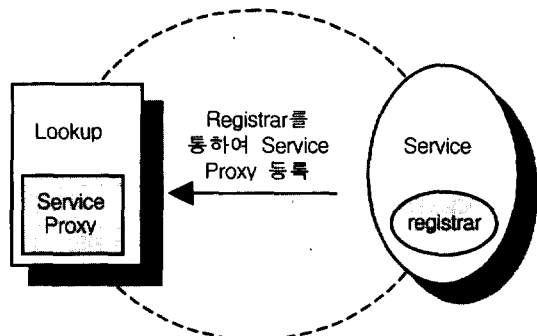 Lookup
Service
Proxy
Registrar를
통하여 Service
Proxy 등록
Service
registrar